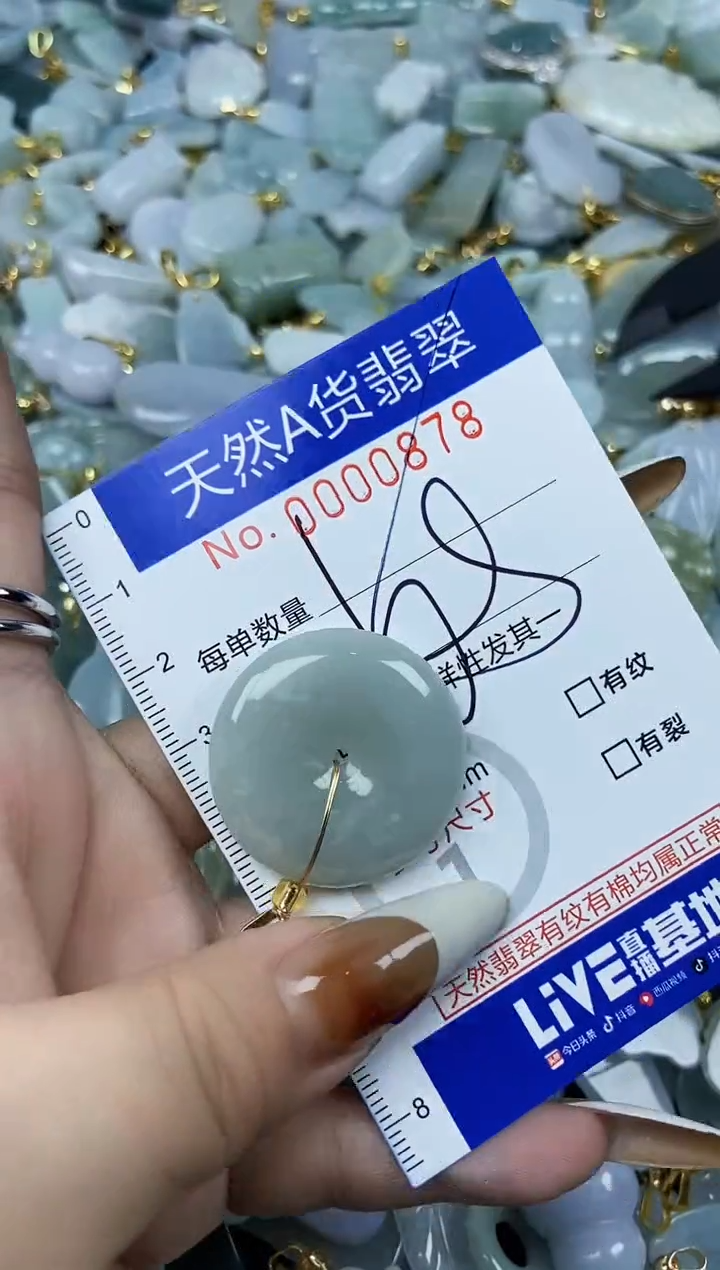 天然A货翡翠
No. 0000878
0
1
每单数量
2
样性发其一
□有纹
3
□有裂
m
尺寸
天然翡翠有纹有棉均属正常
LiVE直播基地
今日头条 抖音 西瓜视频 抖
8